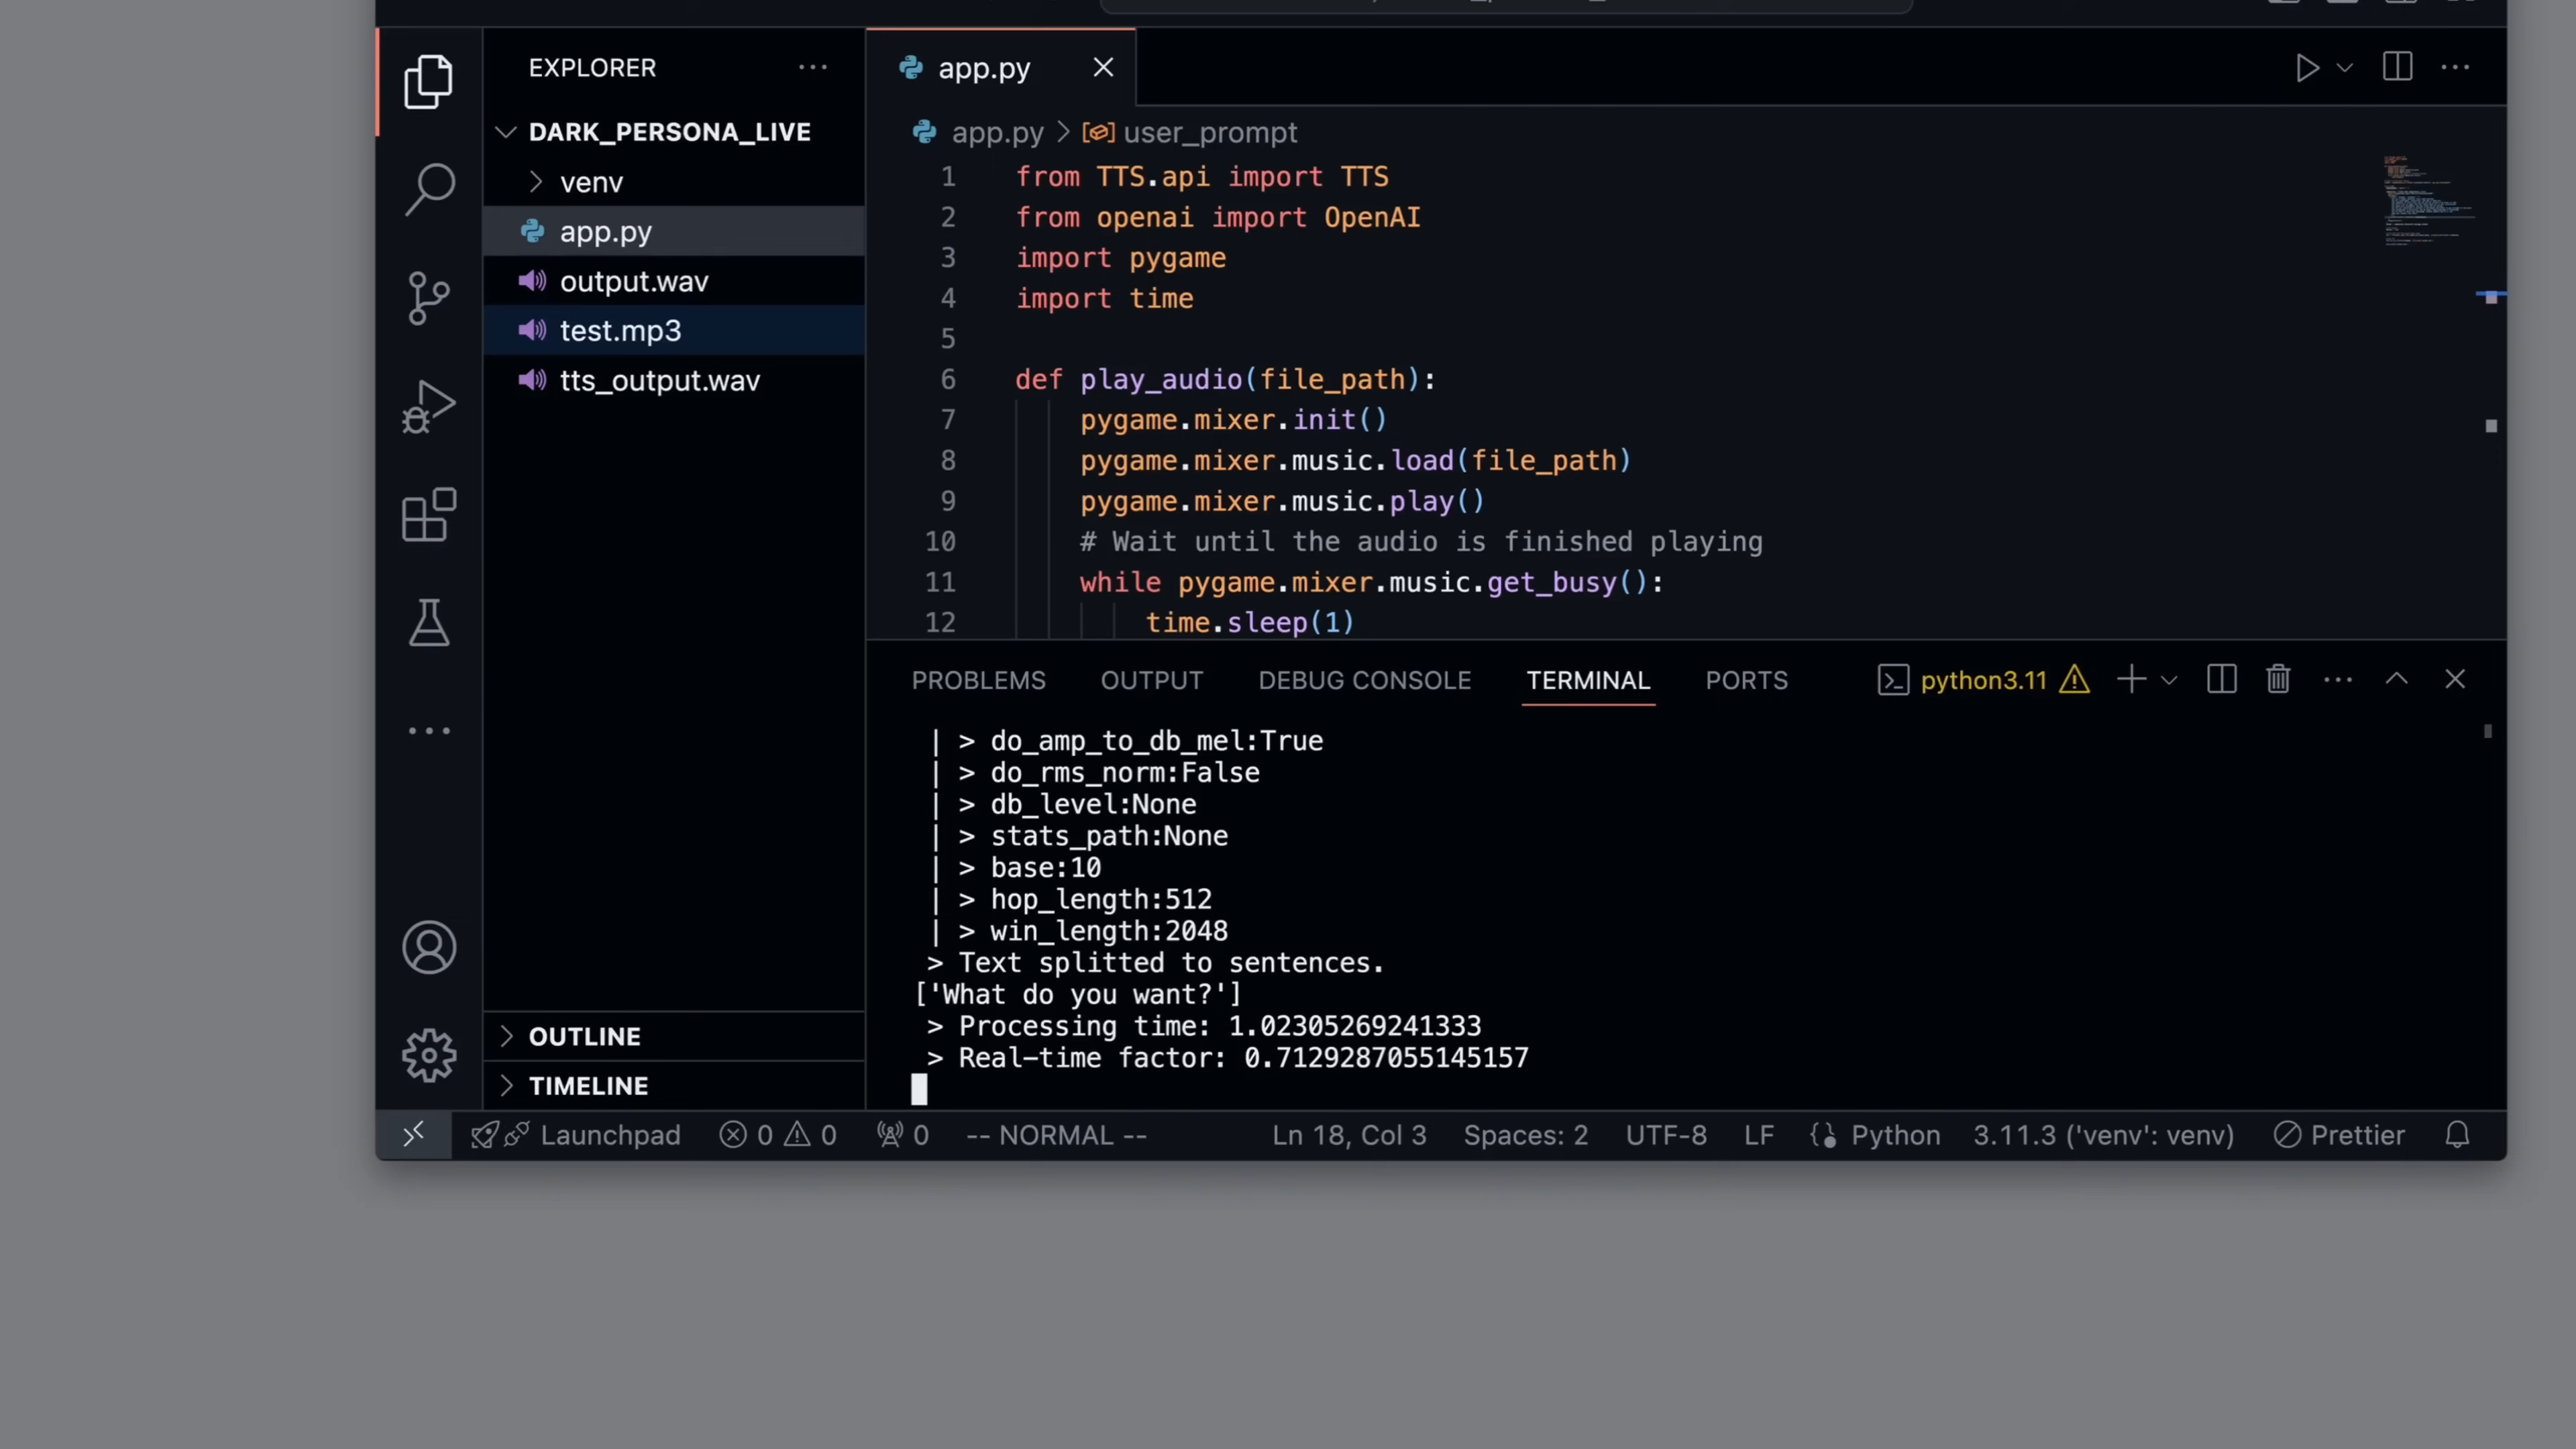 EXPLORER
DARK_PERSONA_LIVE
venv
app.py
output.wav
test.mp3
tts_output.wav
OUTLINE
TIMELINE
app.py
app.py > user_prompt
1 from TTS.api import TTS
2 from openai import OpenAI
3 import pygame
4 import time
5
6 def play_audio(file_path):
7 pygame.mixer.init()
8 pygame.mixer.music.load(file_path)
9 pygame.mixer.music.play()
10 # Wait until the audio is finished playing
11 while pygame.mixer.music.get_busy():
12 time.sleep(1)
PROBLEMS OUTPUT DEBUG CONSOLE TERMINAL PORTS python3.11
| > do_amp_to_db_mel:True
| > do_rms_norm:False
| > db_level:None
| > stats_path:None
| > base:10
| > hop_length:512
| > win_length:2048
> Text splitted to sentences.
['What do you want?']
> Processing time: 1.02305269241333
> Real-time factor: 0.7129287055145157
Launchpad 0 0 0 -- NORMAL -- Ln 18, Col 3 Spaces: 2 UTF-8 LF Python 3.11.3 ('venv': venv) Prettier